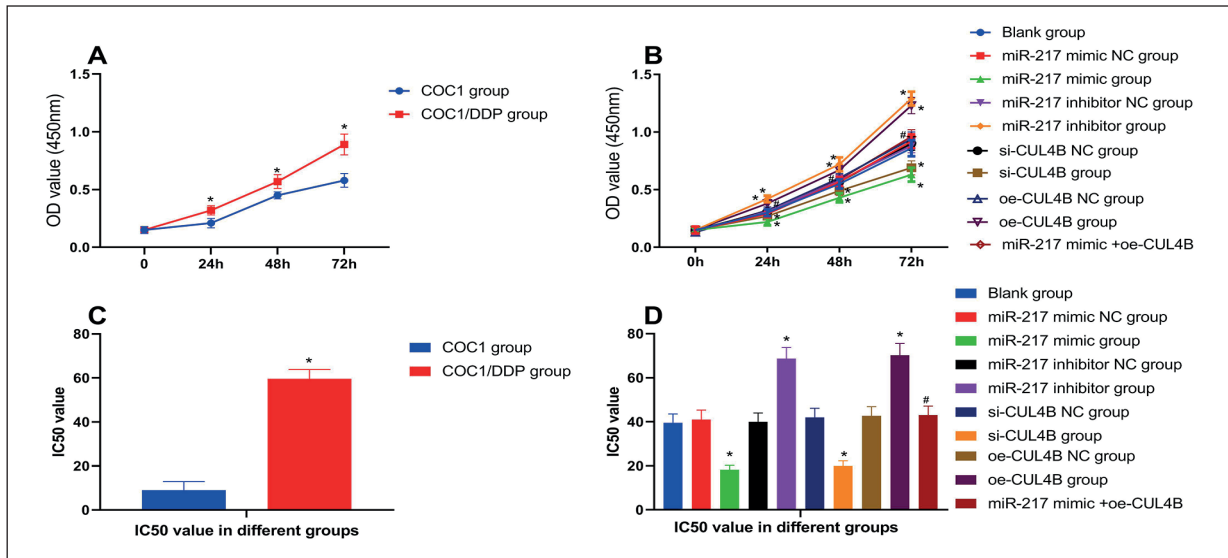 A
OD value (450nm)
1.5
1.0
0.5
0.0
0
24h
48h
72h
*
*
*
COC1 group
COC1/DDP group
B
OD value (450nm)
1.5
1.0
0.5
0.0
0h
24h
48h
72h
*
*
#
*
*
*
*
#
*
*
*
*
#
*
*
Blank group
miR-217 mimic NC group
miR-217 mimic group
miR-217 inhibitor NC group
miR-217 inhibitor group
si-CUL4B NC group
si-CUL4B group
oe-CUL4B NC group
oe-CUL4B group
miR-217 mimic +oe-CUL4B
C
IC50 value
80
60
40
20
0
*
IC50 value in different groups
COC1 group
COC1/DDP group
D
IC50 value
80
60
40
20
0
*
*
*
*
#
IC50 value in different groups
Blank group
miR-217 mimic NC group
miR-217 mimic group
miR-217 inhibitor NC group
miR-217 inhibitor group
si-CUL4B NC group
si-CUL4B group
oe-CUL4B NC group
oe-CUL4B group
miR-217 mimic +oe-CUL4B